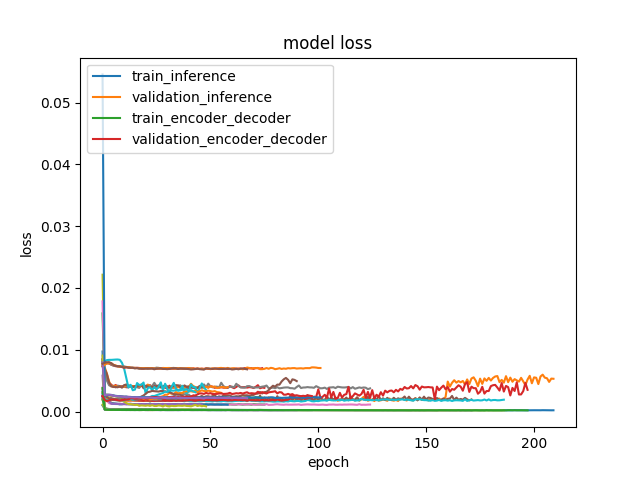 model loss
train_inference
validation_inference
train_encoder_decoder
validation_encoder_decoder
0.05
0.04
0.03
0.02
0.01
0.00
loss
0 50 100 150 200
epoch